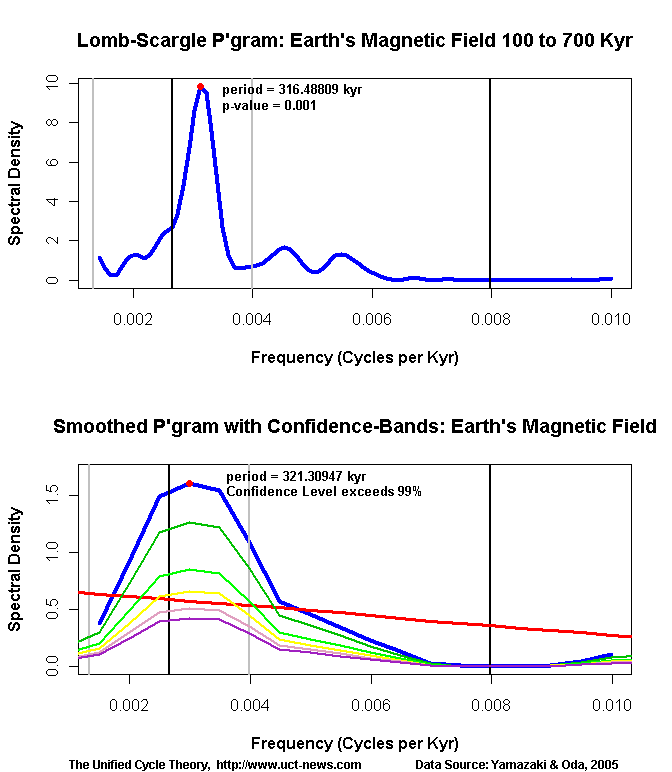 Lomb-Scargle P'gram: Earth's Magnetic Field 100 to 700 Kyr
period = 316.48809 kyr
p-value = 0.001
Spectral Density
10
8
6
4
2
0
0.002 0.004 0.006 0.008 0.010
Frequency (Cycles per Kyr)
Smoothed P'gram with Confidence-Bands: Earth's Magnetic Field
period = 321.30947 kyr
Confidence Level exceeds 99%
Spectral Density
1.5
1.0
0.5
0.0
0.002 0.004 0.006 0.008 0.010
Frequency (Cycles per Kyr)
The Unified Cycle Theory, http://www.uct-news.com Data Source: Yamazaki & Oda, 2005